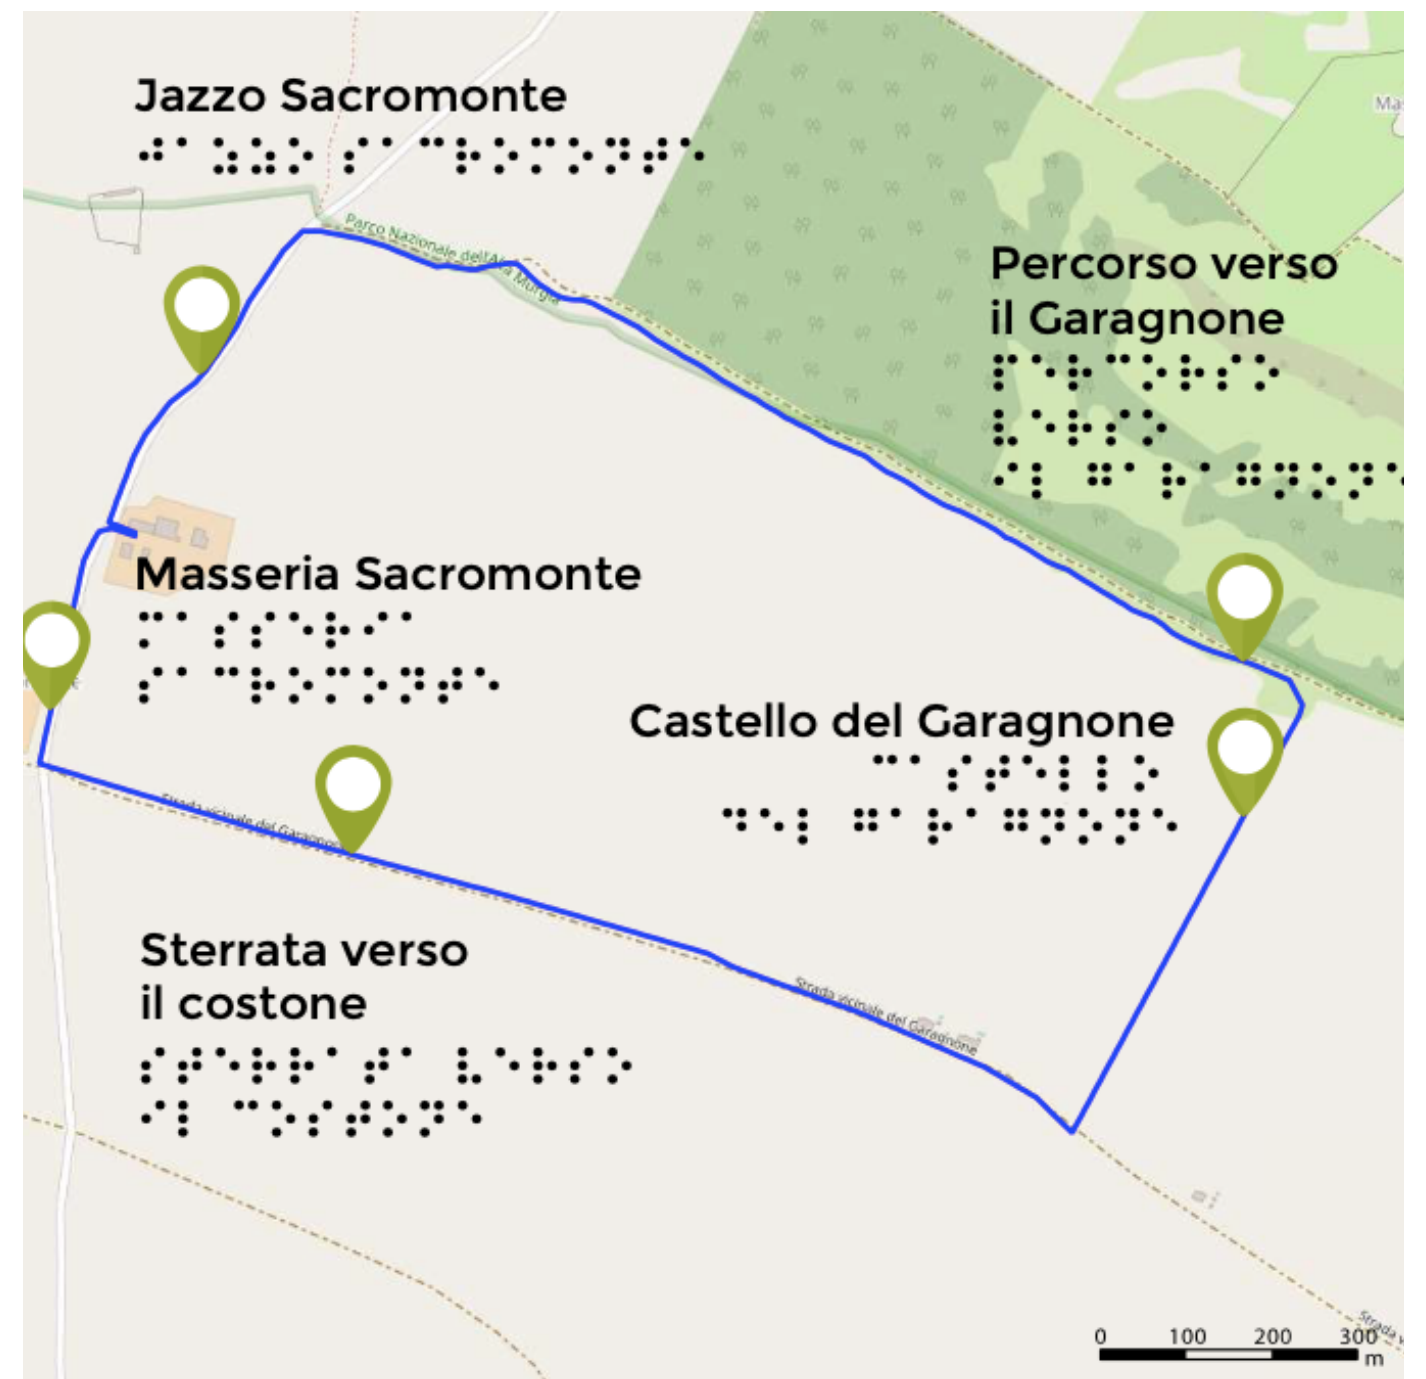 Jazzo Sacromonte
⠚⠁⠵⠵⠕ ⠎⠁⠉⠗⠕⠍⠕⠝⠞⠑
Parco Nazionale dell'Alta Murgia
Percorso verso
il Garagnone
⠏⠑⠗⠉⠕⠗⠎⠕
⠧⠑⠗⠎⠕
⠊⠇ ⠛⠁⠗⠁⠛⠝⠕⠝⠑
Masseria Sacromonte
⠍⠁⠎⠎⠑⠗⠊⠁
⠎⠁⠉⠗⠕⠍⠕⠝⠞⠑
Castello del Garagnone
⠉⠁⠎⠞⠑⠇⠇⠕
⠙⠑⠇ ⠛⠁⠗⠁⠛⠝⠕⠝⠑
Strada vicinale del Garagnone
Sterrata verso
il costone
⠎⠞⠑⠗⠗⠁⠞⠁ ⠧⠑⠗⠎⠕
⠊⠇ ⠉⠕⠎⠞⠕⠝⠑
Strada vicinale del Garagnone
Strada
0 100 200 300
m